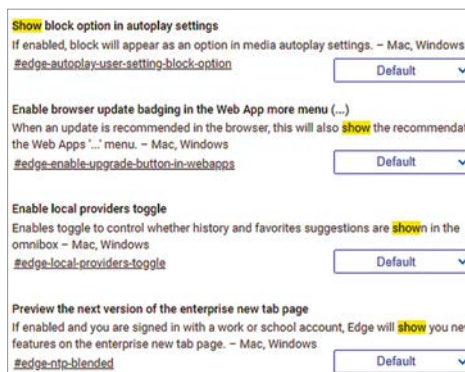 Show block option in autoplay settings
If enabled, block will appear as an option in media autoplay settings. – Mac, Windows
#edge-autoplay-user-setting-block-option
Default
Enable browser update badging in the Web App more menu (...)
When an update is recommended in the browser, this will also show the
the Web Apps '...' menu. – Mac, Windows
#edge-enable-upgrade-button-in-webapps
Default
Enable local providers toggle
Enables toggle to control whether history and favorites suggestions are shown in the
omnibox – Mac, Windows
#edge-local-providers-toggle
Default
Preview the next version of the enterprise new tab page
If enabled and you are signed in with a work or school account, Edge will show you
features on the enterprise new tab page. – Mac, Windows
#edge-ntp-blended
Default